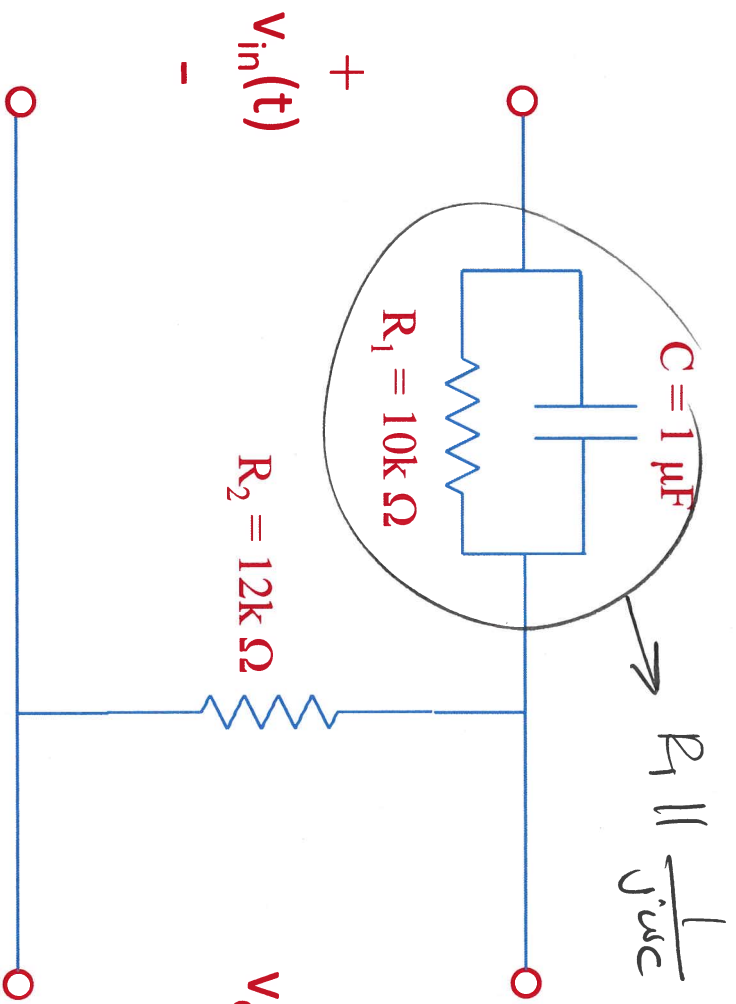 C = 1 μF
R₁ ∥ 1/jωC
+
R₁ = 10k Ω
vᵢₙ(t)
R₂ = 12k Ω
-